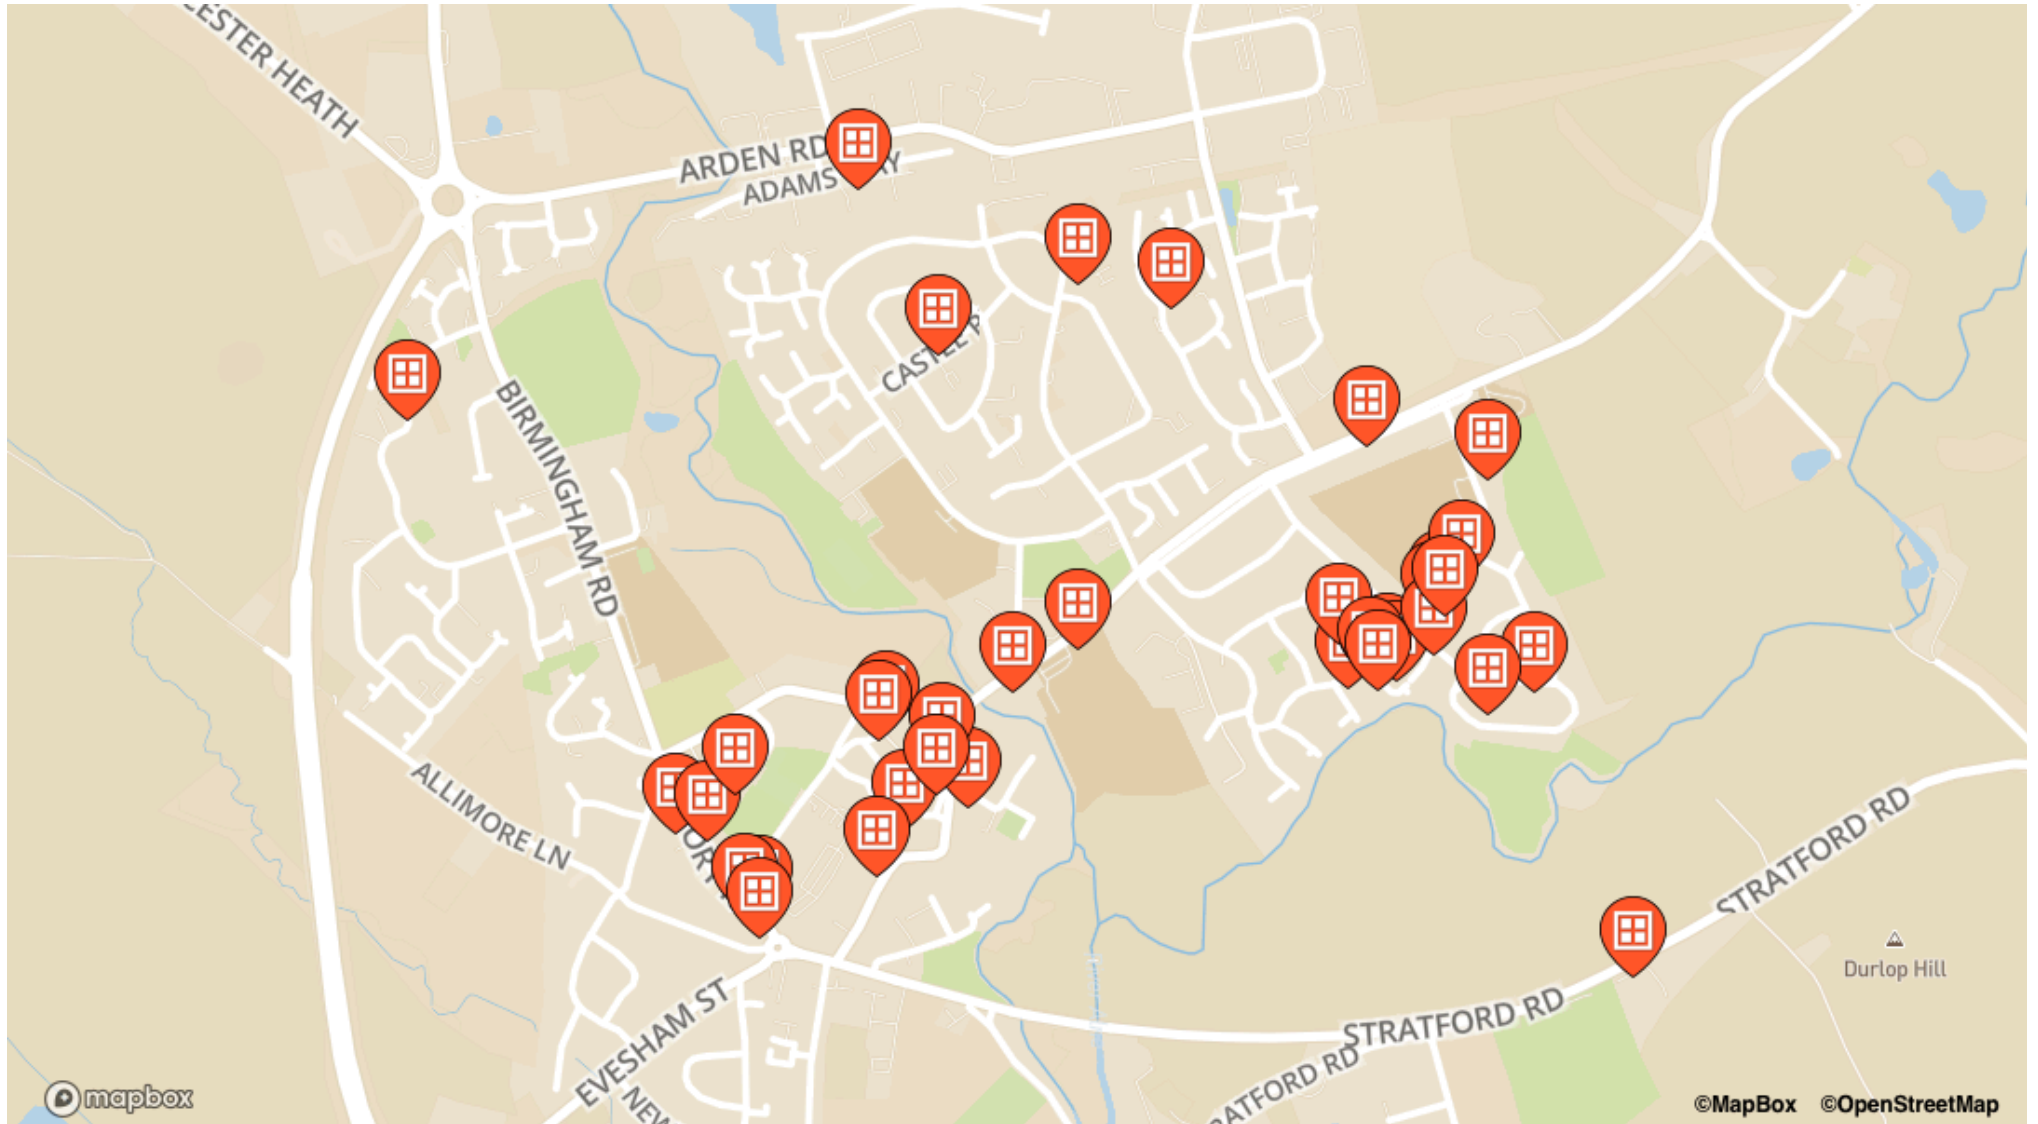 ESTER HEATH
ARDEN RD
ADAMS
CASTLE
BIRMINGHAM RD
ALLIMORE LN
EVESHAM ST
NEW
STRATFORD RD
STRATFORD RD
RATFORD RD
Durlop Hill
mapbox
©MapBox ©OpenStreetMap